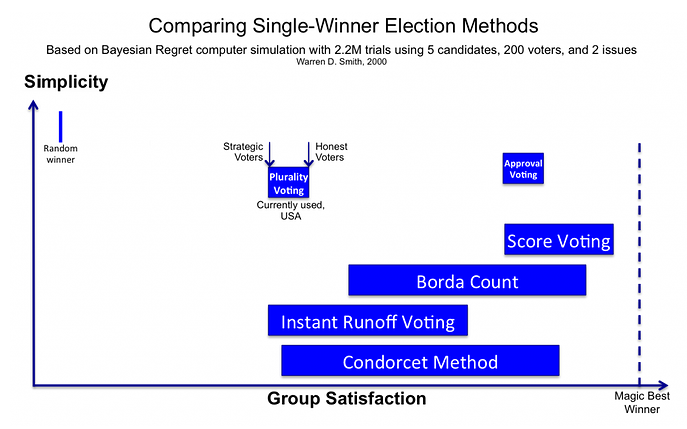 Comparing Single-Winner Election Methods
Based on Bayesian Regret computer simulation with 2.2M trials using 5 candidates, 200 voters, and 2 issues
Warren D. Smith, 2000
Simplicity
Random
winner
Strategic
Voters
Honest
Voters
Plurality
Voting
Currently used,
USA
Approval
Voting
Score Voting
Borda Count
Instant Runoff Voting
Condorcet Method
Group Satisfaction
Magic Best
Winner